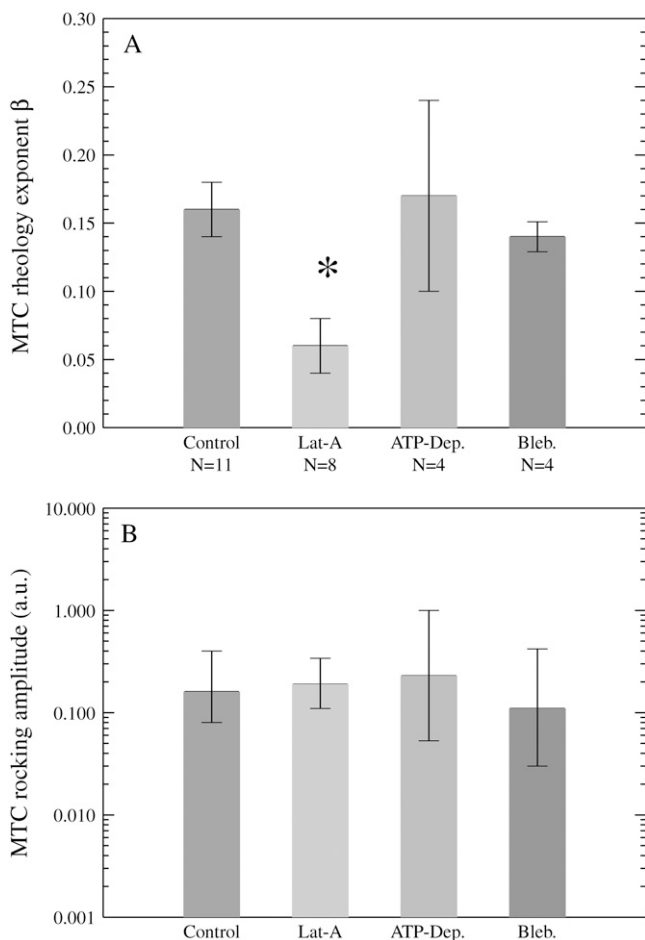 A
MTC rheology exponent β
0.30
0.25
0.20
0.15
0.10
0.05
0.00
*
Control Lat-A ATP-Dep. Bleb.
N=11 N=8 N=4 N=4
B
MTC rocking amplitude (a.u.)
10.000
1.000
0.100
0.010
0.001
Control Lat-A ATP-Dep. Bleb.